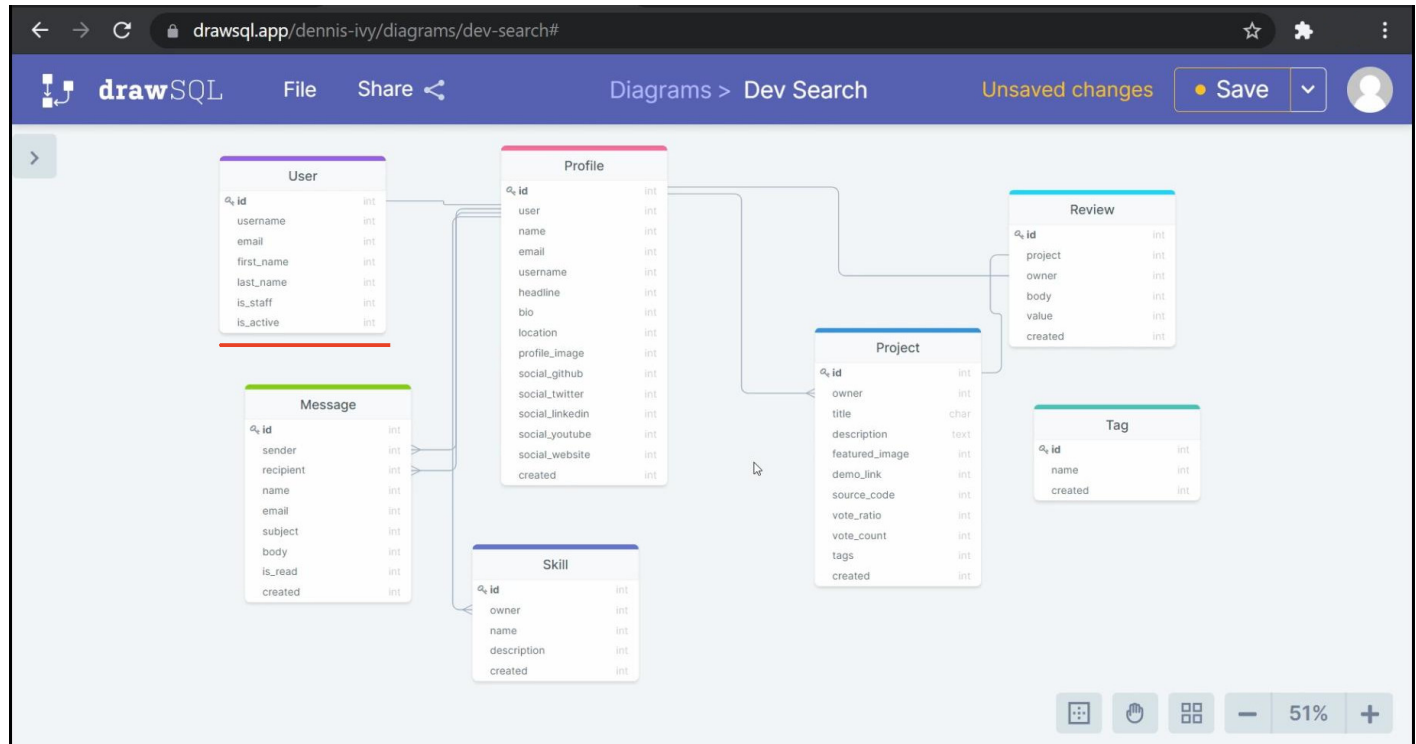 drawsql.app/dennis-ivy/diagrams/dev-search#
drawSQL File Share Diagrams > Dev Search Unsaved changes Save
User
id int
username int
email int
first_name int
last_name int
is_staff int
is_active int
Message
id int
sender int
recipient int
name int
email int
subject int
body int
is_read int
created int
Profile
id int
user int
name int
email int
username int
headline int
bio int
location int
profile_image int
social_github int
social_twitter int
social_linkedin int
social_youtube int
social_website int
created int
Skill
id int
owner int
name int
description int
created int
Project
id int
owner int
title char
description text
featured_image int
demo_link int
source_code int
vote_ratio int
vote_count int
tags int
created int
Review
id int
project int
owner int
body int
value int
created int
Tag
id int
name int
created int
51%